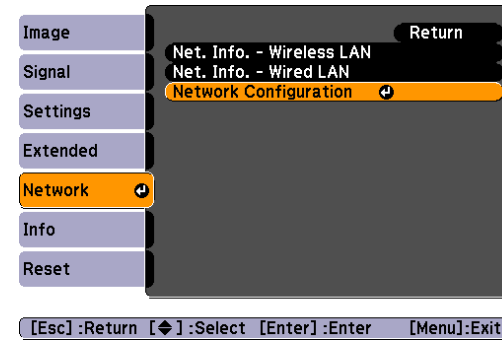 Image
Signal
Settings
Extended
Network
Info
Reset
Return
Net. Info. - Wireless LAN
Net. Info. - Wired LAN
Network Configuration
[Esc] :Return [◆] :Select [Enter] :Enter [Menu]:Exit